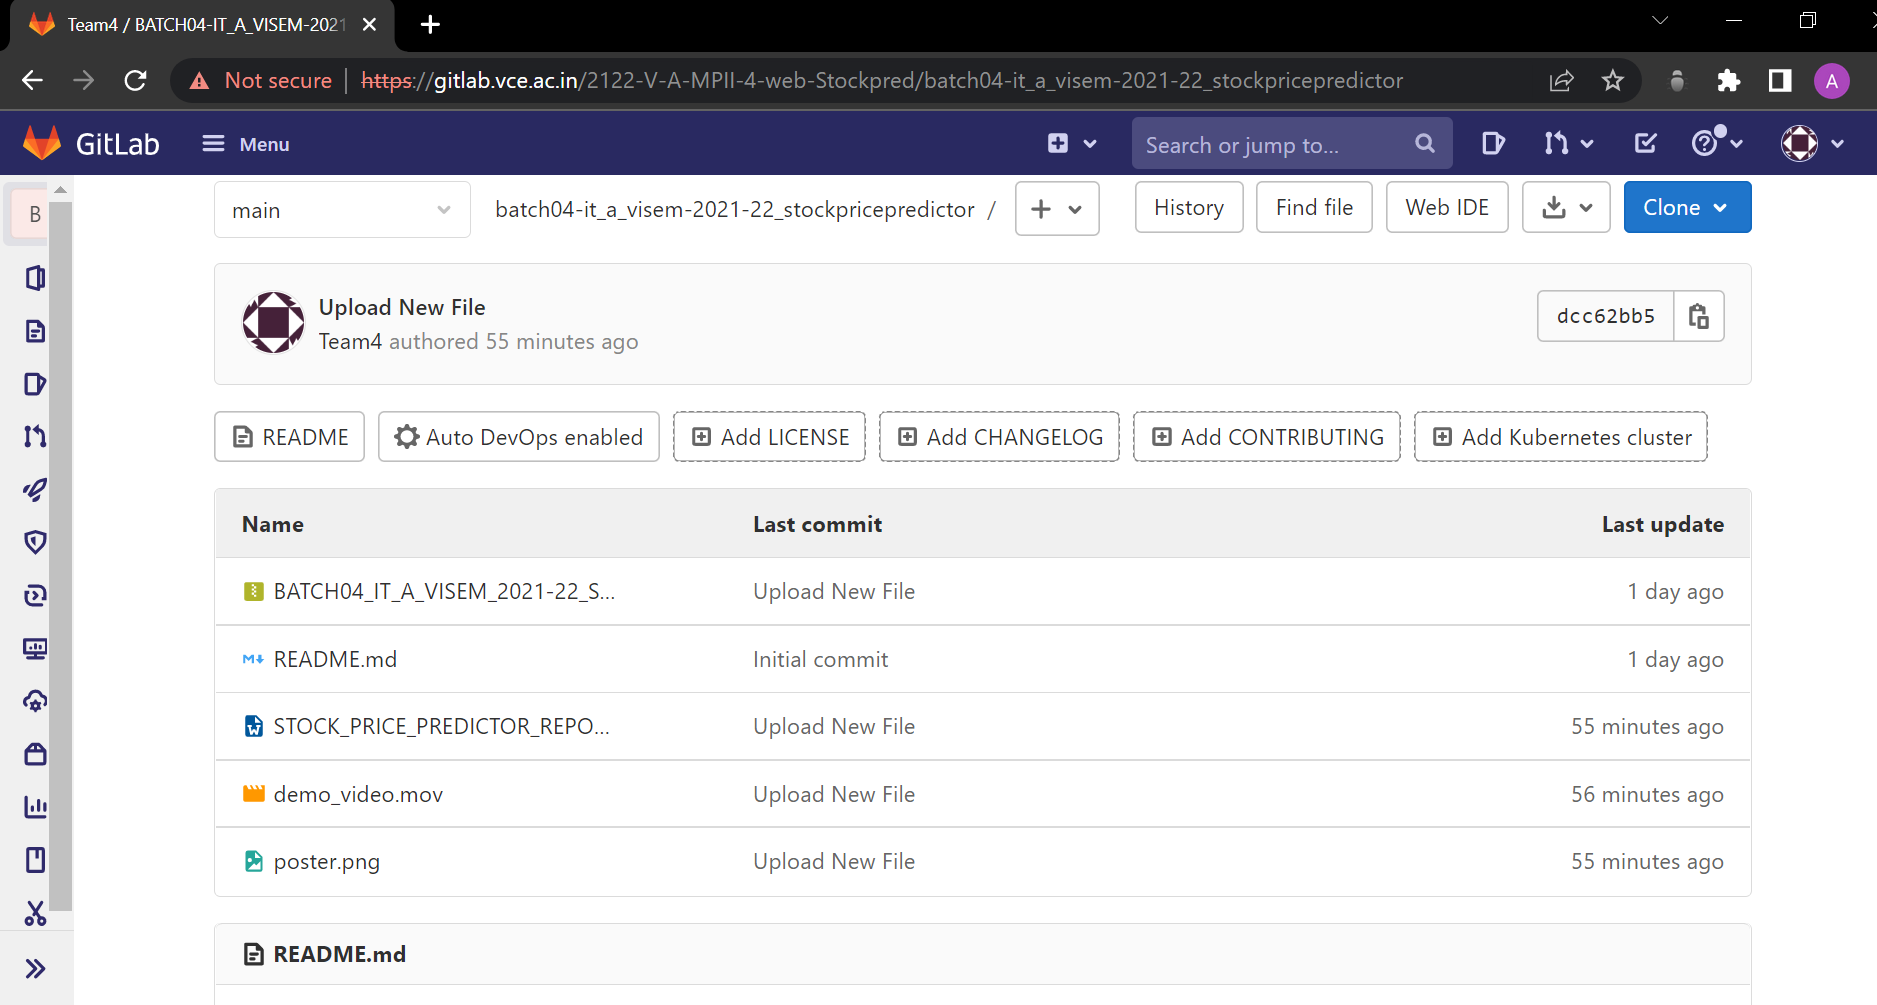 Team4 / BATCH04-IT_A_VISEM-2021
Not secure https://gitlab.vce.ac.in/2122-V-A-MPII-4-web-Stockpred/batch04-it_a_visem-2021-22_stockpricepredictor
A
GitLab Menu Search or jump to...
B
main batch04-it_a_visem-2021-22_stockpricepredictor / History Find file Web IDE Clone
Upload New File
Team4 authored 55 minutes ago
dcc62bb5
README Auto DevOps enabled Add LICENSE Add CHANGELOG Add CONTRIBUTING Add Kubernetes cluster
Name Last commit Last update
BATCH04_IT_A_VISEM_2021-22_S... Upload New File 1 day ago
README.md Initial commit 1 day ago
STOCK_PRICE_PREDICTOR_REPO... Upload New File 55 minutes ago
demo_video.mov Upload New File 56 minutes ago
poster.png Upload New File 55 minutes ago
README.md